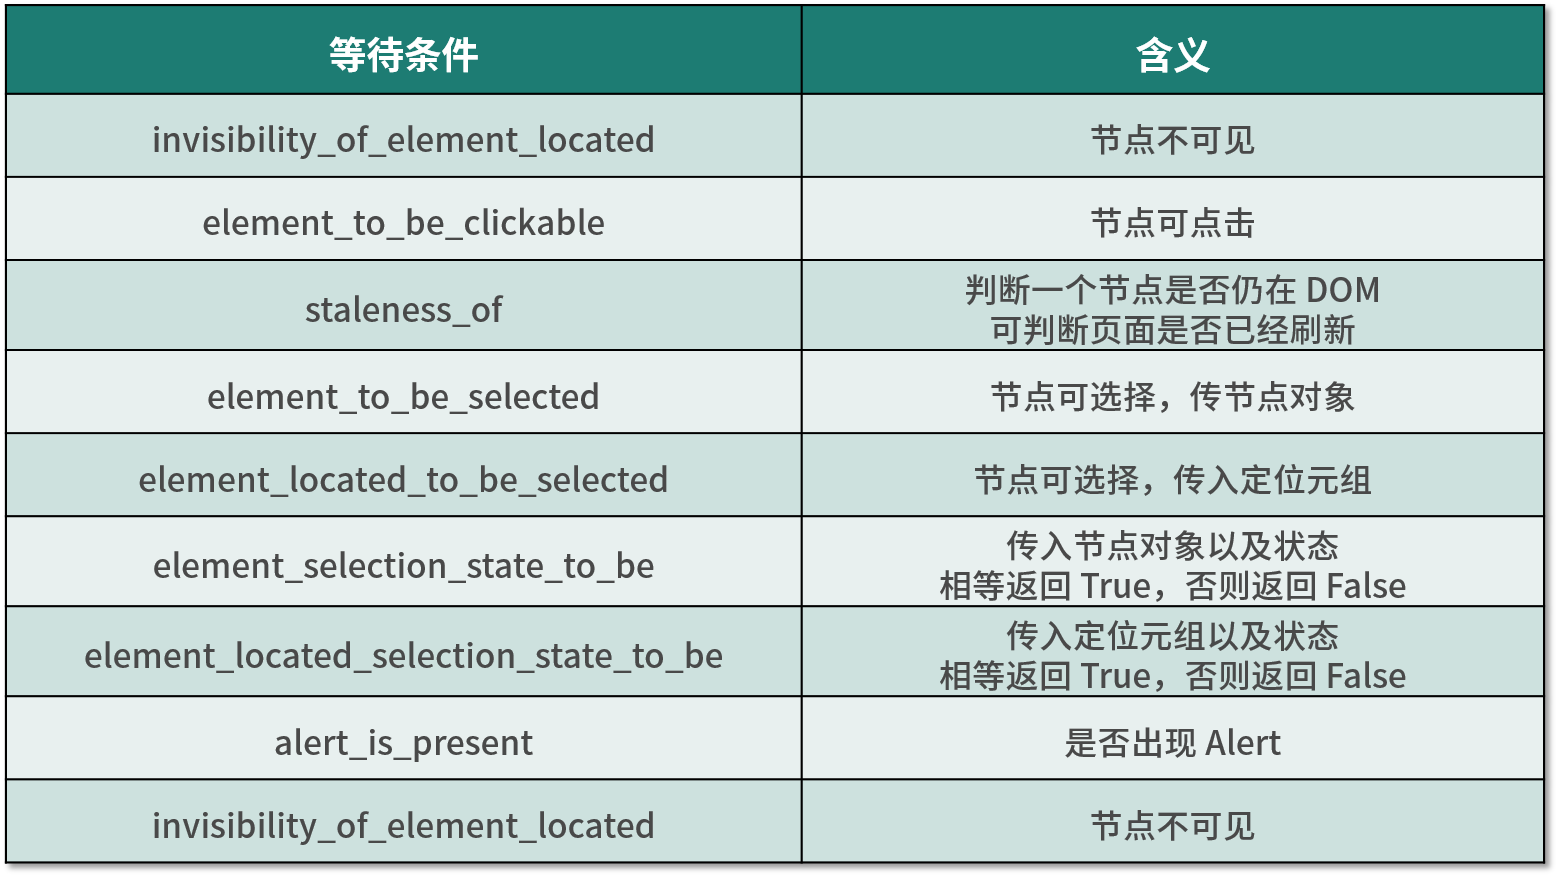 等待条件
含义
invisibility_of_element_located
节点不可见
element_to_be_clickable
节点可点击
staleness_of
判断一个节点是否仍在 DOM
可判断页面是否已经刷新
element_to_be_selected
节点可选择，传节点对象
element_located_to_be_selected
节点可选择，传入定位元组
element_selection_state_to_be
传入节点对象以及状态
相等返回 True，否则返回 False
element_located_selection_state_to_be
传入定位元组以及状态
相等返回 True，否则返回 False
alert_is_present
是否出现 Alert
invisibility_of_element_located
节点不可见